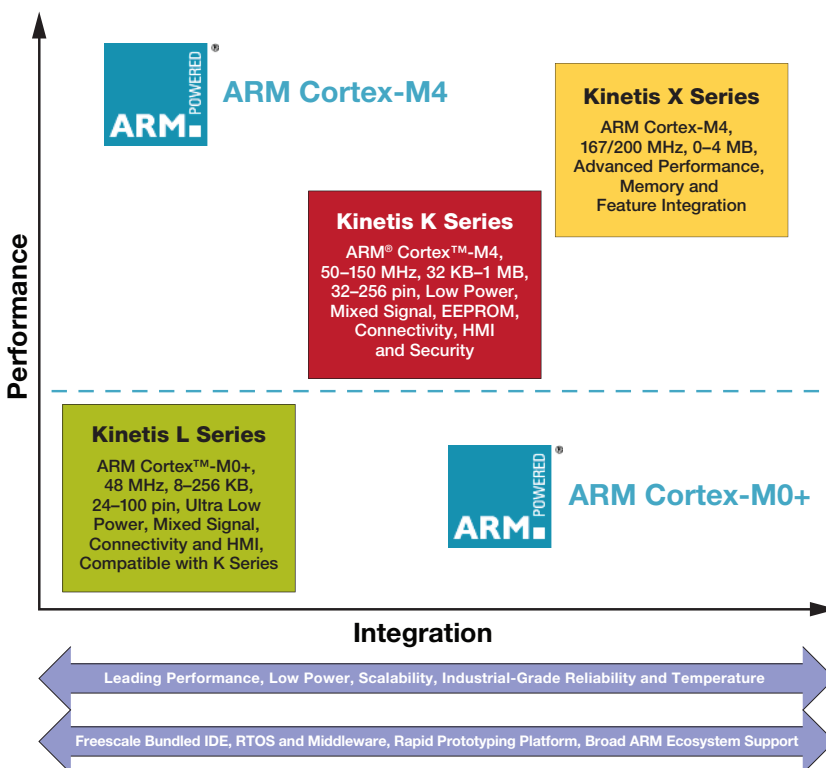 Performance
ARM
POWERED
®
ARM Cortex-M4
Kinetis X Series
ARM Cortex-M4,
167/200 MHz, 0–4 MB,
Advanced Performance,
Memory and
Feature Integration
Kinetis K Series
ARM® Cortex™-M4,
50–150 MHz, 32 KB–1 MB,
32–256 pin, Low Power,
Mixed Signal, EEPROM,
Connectivity, HMI
and Security
Kinetis L Series
ARM Cortex™-M0+,
48 MHz, 8–256 KB,
24–100 pin, Ultra Low
Power, Mixed Signal,
Connectivity and HMI,
Compatible with K Series
ARM
POWERED
®
ARM Cortex-M0+
Integration
Leading Performance, Low Power, Scalability, Industrial-Grade Reliability and Temperature
Freescale Bundled IDE, RTOS and Middleware, Rapid Prototyping Platform, Broad ARM Ecosystem Support